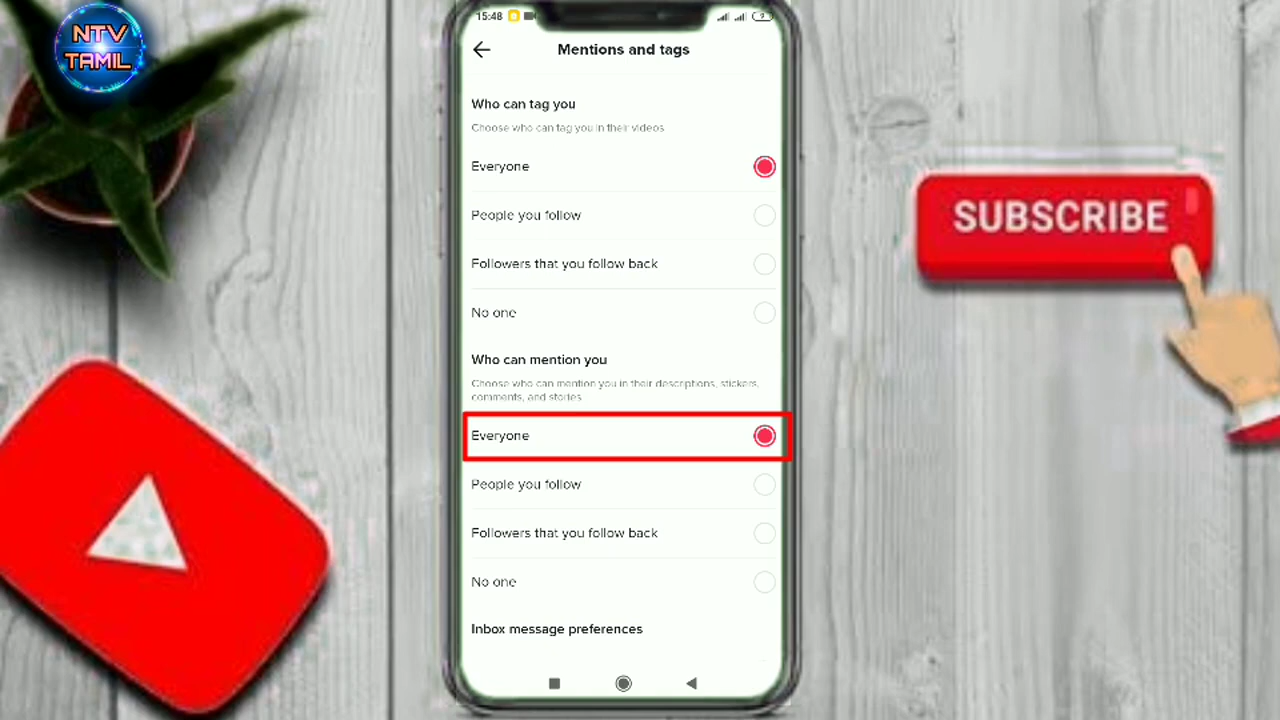 NTV
TAMIL
15:48
Mentions and tags
Who can tag you
Choose who can tag you in their videos
Everyone
People you follow
Followers that you follow back
No one
Who can mention you
Choose who can mention you in their descriptions, stickers,
comments, and stories
Everyone
People you follow
Followers that you follow back
No one
Inbox message preferences
SUBSCRIBE